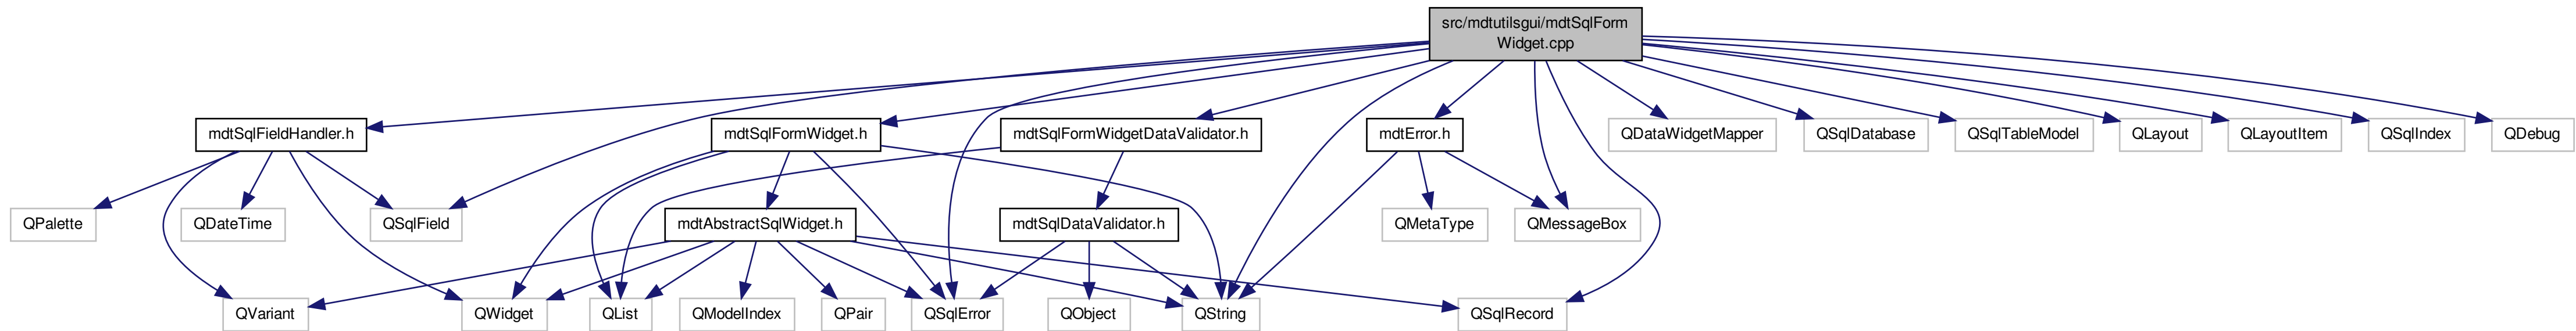 src/mdtutilsgui/mdtSqlForm
Widget.cpp
mdtSqlFieldHandler.h
mdtSqlFormWidget.h
mdtSqlFormWidgetDataValidator.h
mdtError.h
QDataWidgetMapper
QSqlDatabase
QSqlTableModel
QLayout
QLayoutItem
QSqlIndex
QDebug
QPalette
QDateTime
QSqlField
mdtAbstractSqlWidget.h
mdtSqlDataValidator.h
QMetaType
QMessageBox
QVariant
QWidget
QList
QModelIndex
QPair
QSqlError
QObject
QString
QSqlRecord